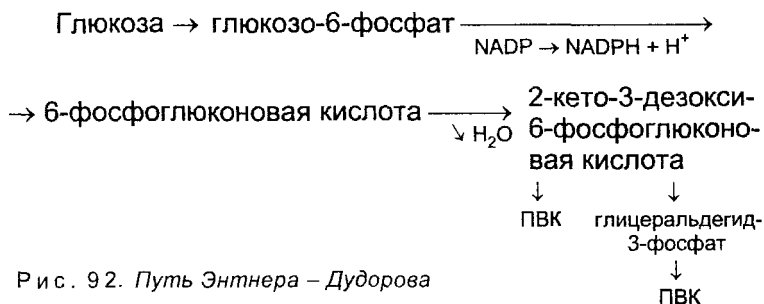 Глюкоза → глюкозо-6-фосфат →
NADP → NADPH + H⁺
→ 6-фосфоглюконовая кислота → 2-кето-3-дезокси-
↘ H₂O 6-фосфоглюконо-
вая кислота
↓ ↓
ПВК глицеральдегид-
3-фосфат
↓
ПВК
Рис. 92. Путь Энтнера – Дудорова